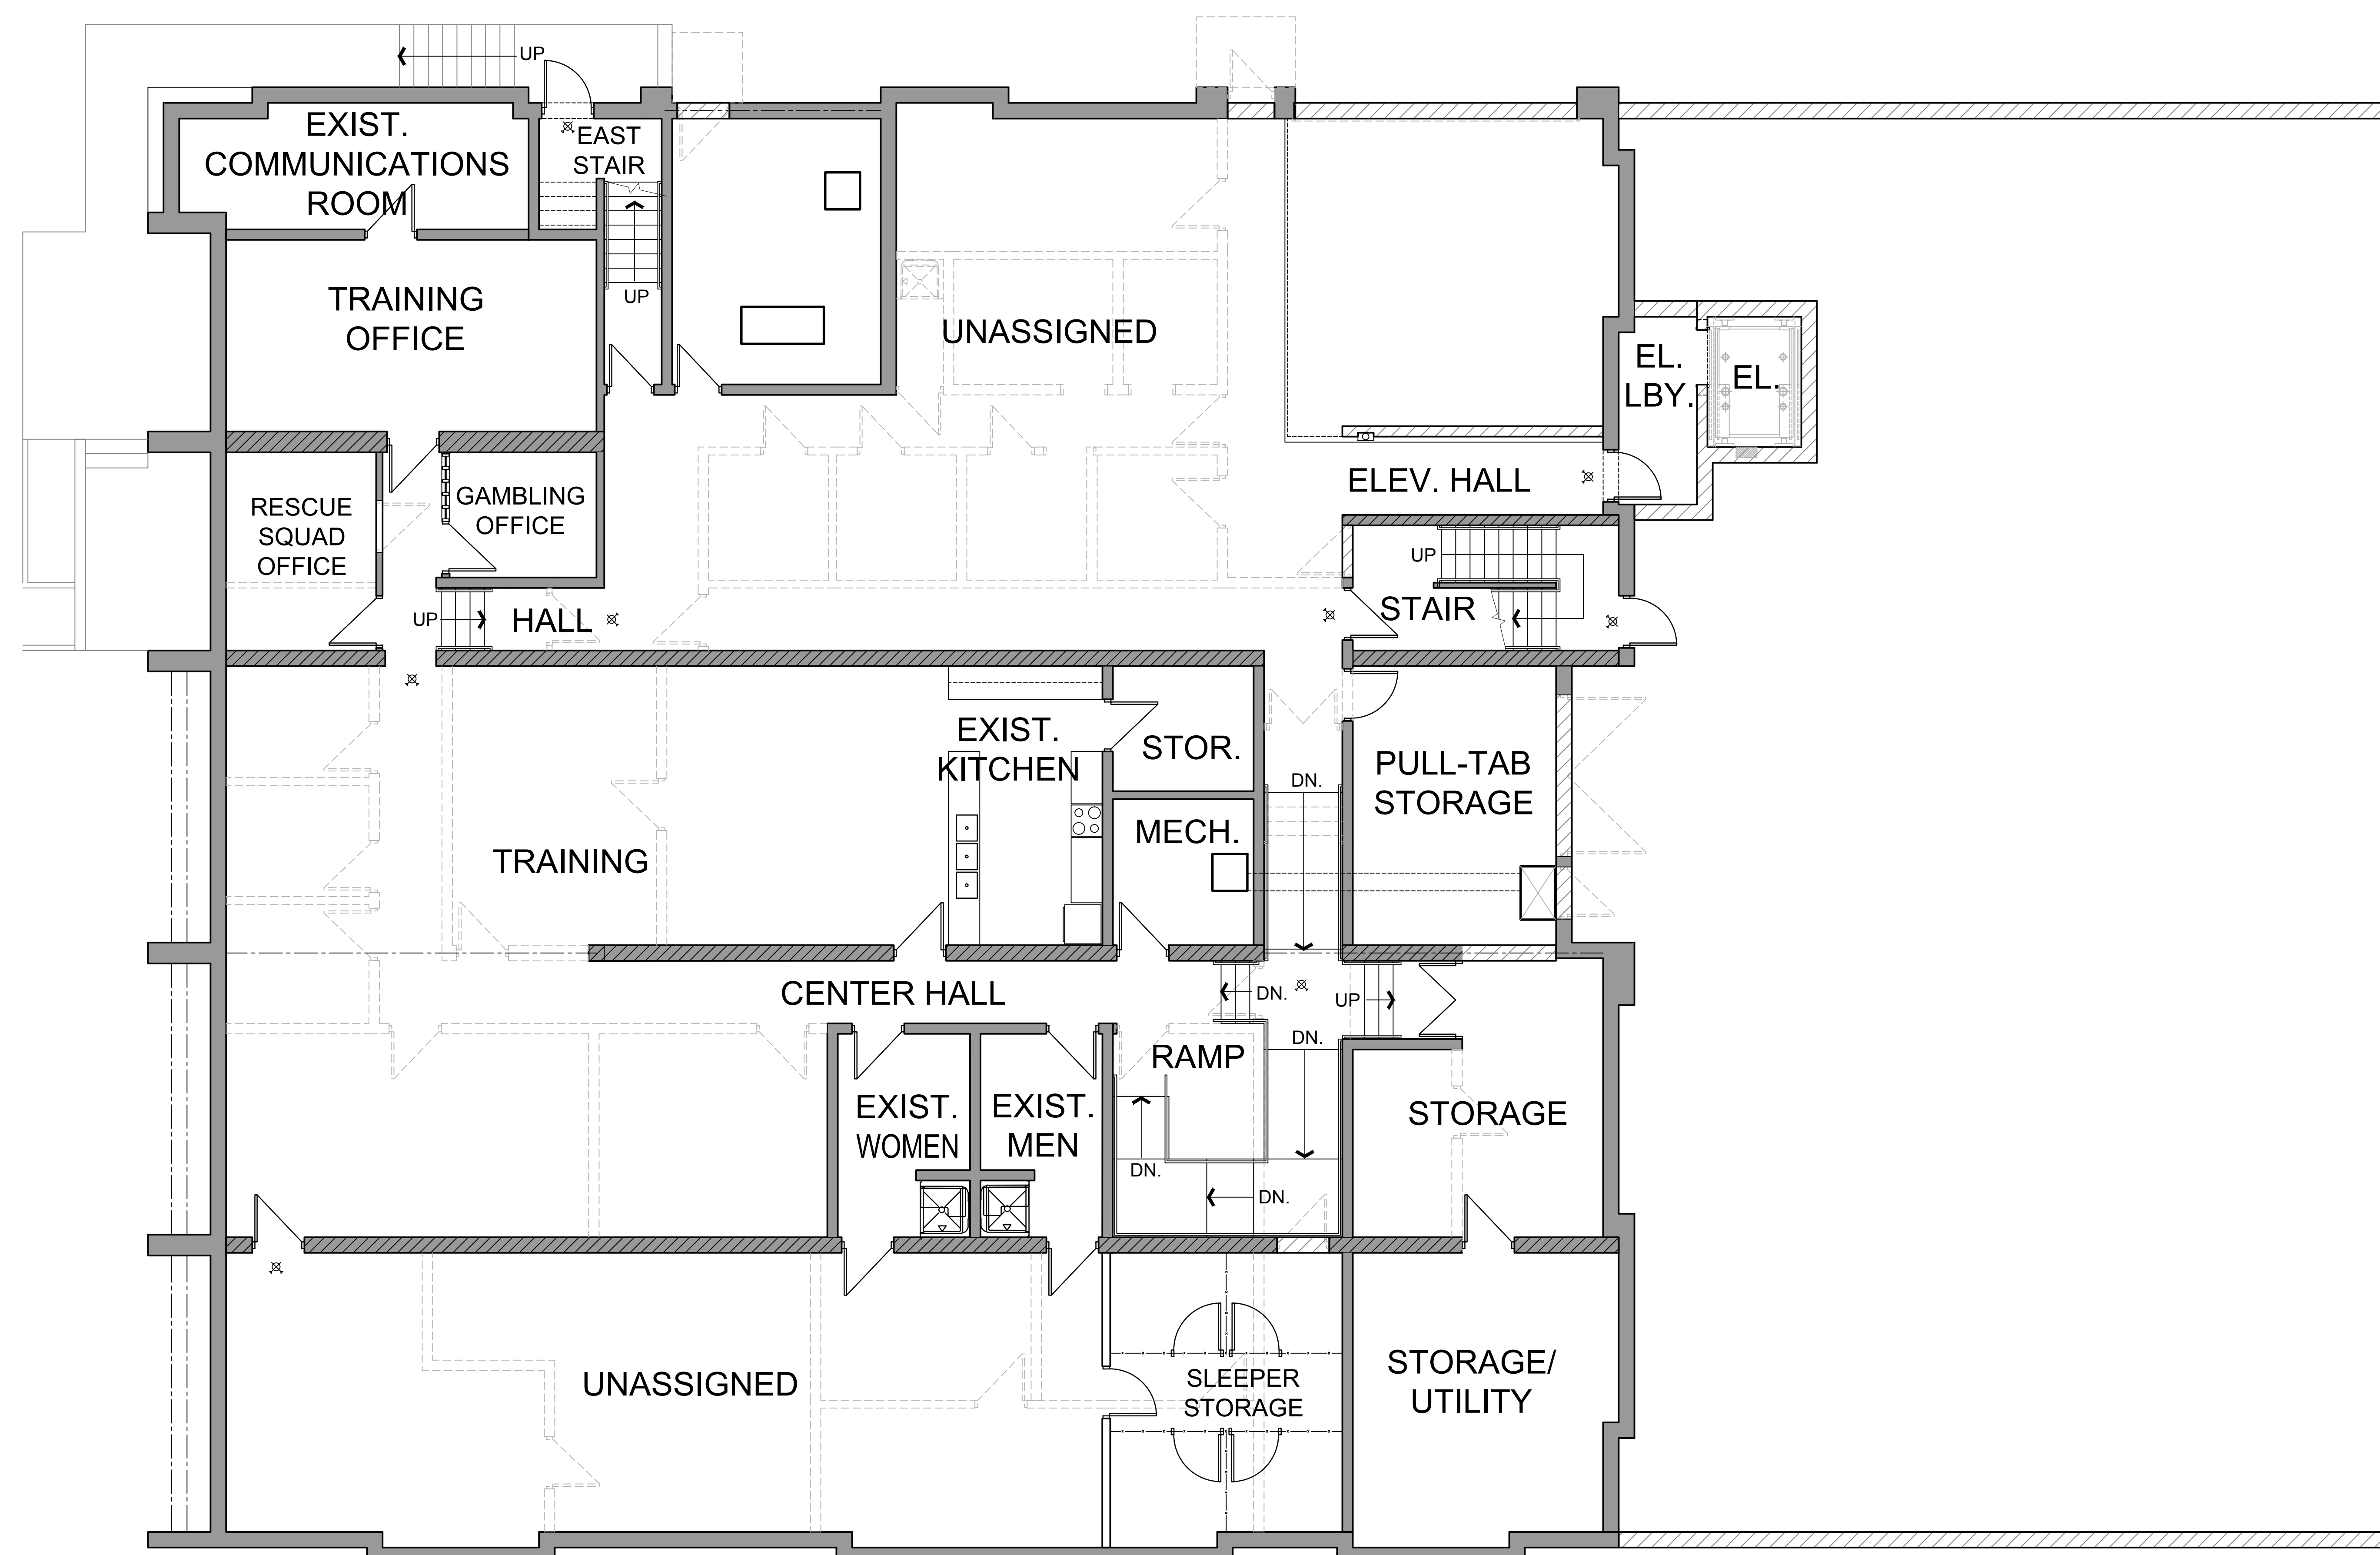 UP
EXIST.
COMMUNICATIONS
ROOM
EAST
STAIR
UP
TRAINING
OFFICE
UNASSIGNED
EL.
LBY.
EL.
RESCUE
SQUAD
OFFICE
GAMBLING
OFFICE
ELEV. HALL
UP
STAIR
UP
HALL
EXIST.
KITCHEN
STOR.
DN.
PULL-TAB
STORAGE
MECH.
TRAINING
CENTER HALL
DN.
UP
RAMP
DN.
EXIST.
WOMEN
EXIST.
MEN
STORAGE
DN.
DN.
UNASSIGNED
SLEEPER
STORAGE
STORAGE/
UTILITY